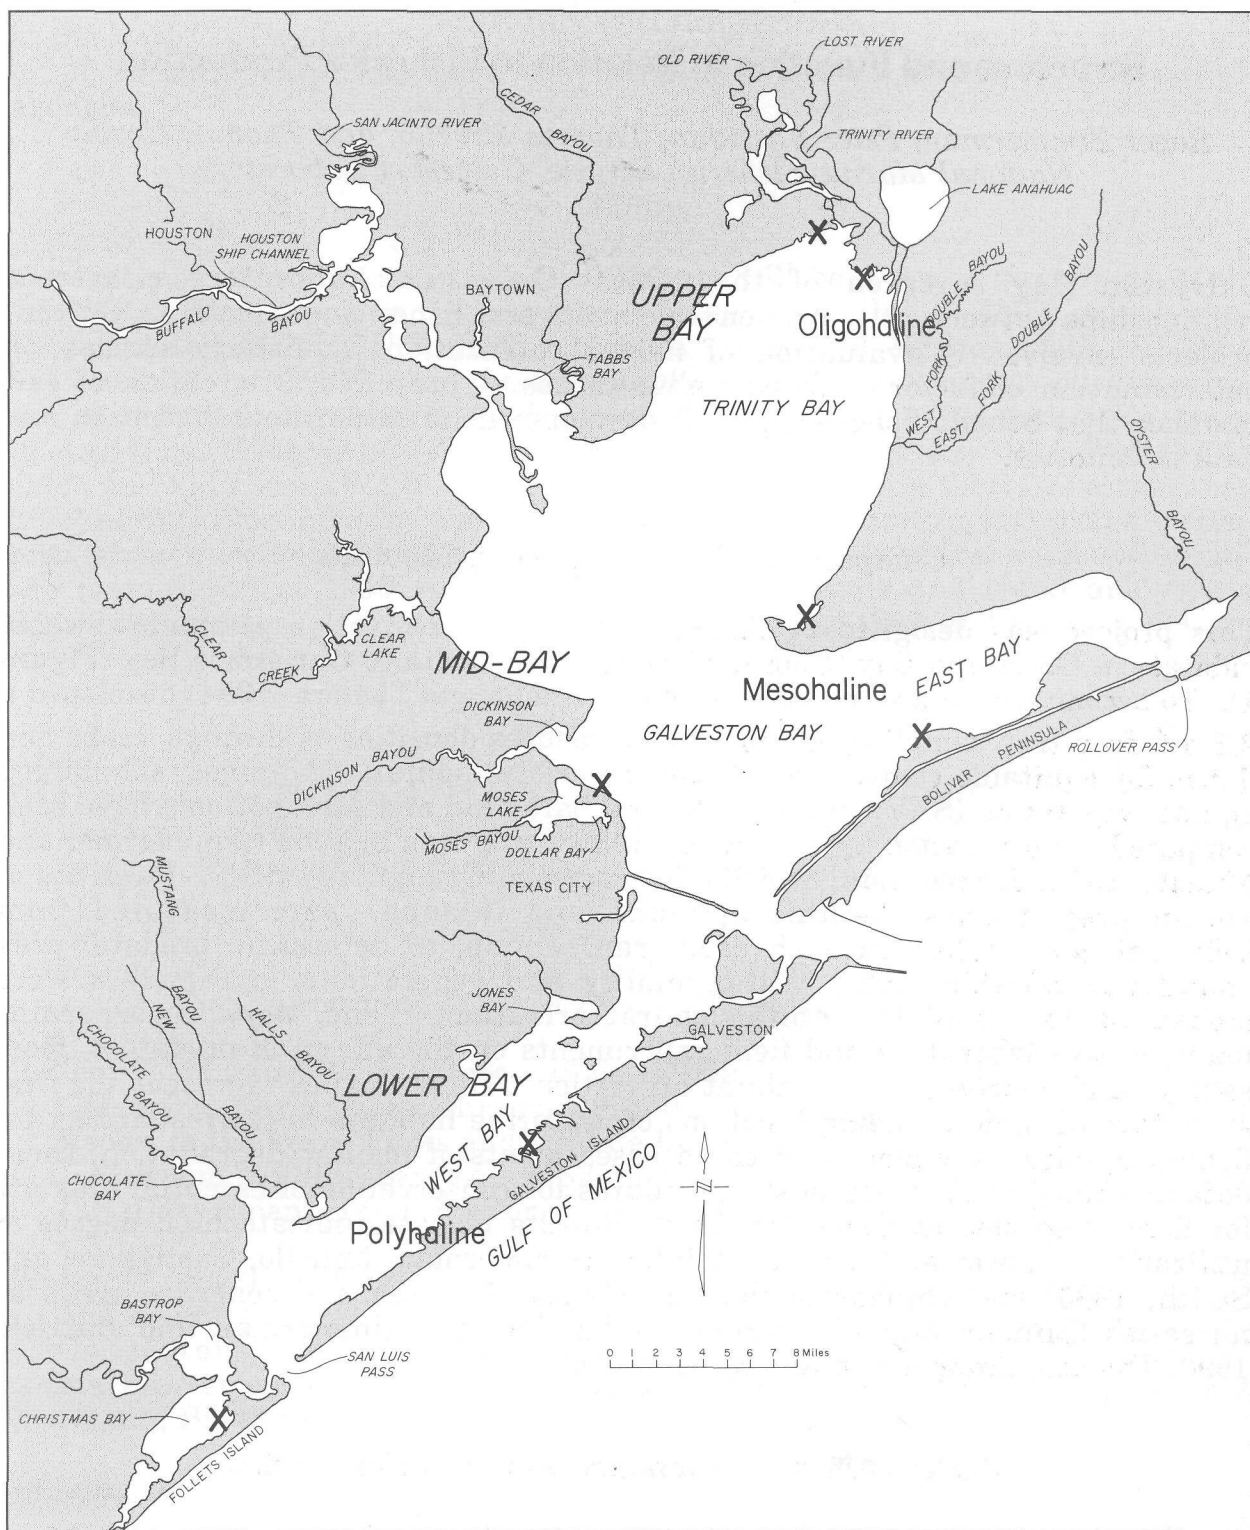 LOST RIVER
OLD RIVER
CEDAR
BAYOU
SAN JACINTO RIVER
TRINITY RIVER
LAKE ANAHUAC
HOUSTON
HOUSTON
SHIP CHANNEL
BUFFALO
BAYOU
BAYTOWN
TABBS
BAY
UPPER
BAY
Oligohaline
TRINITY BAY
WEST FORK DOUBLE BAYOU
EAST FORK DOUBLE BAYOU
OYSTER
BAYOU
CLEAR
CREEK
CLEAR
LAKE
MID-BAY
Mesohaline
EAST BAY
DICKINSON
BAY
GALVESTON BAY
DICKINSON BAYOU
MOSES
LAKE
MOSES BAYOU
DOLLAR BAY
TEXAS CITY
BOLIVAR PENINSULA
ROLLOVER PASS
MUSTANG
BAYOU
NEW
BAYOU
HALLS
BAYOU
CHOCOLATE
BAYOU
JONES
BAY
GALVESTON
LOWER BAY
WEST BAY
GALVESTON ISLAND
GULF OF MEXICO
CHOCOLATE
BAY
Polyhaline
N
BASTROP
BAY
SAN LUIS
PASS
0 1 2 3 4 5 6 7 8 Miles
CHRISTMAS BAY
FOLLETS ISLAND